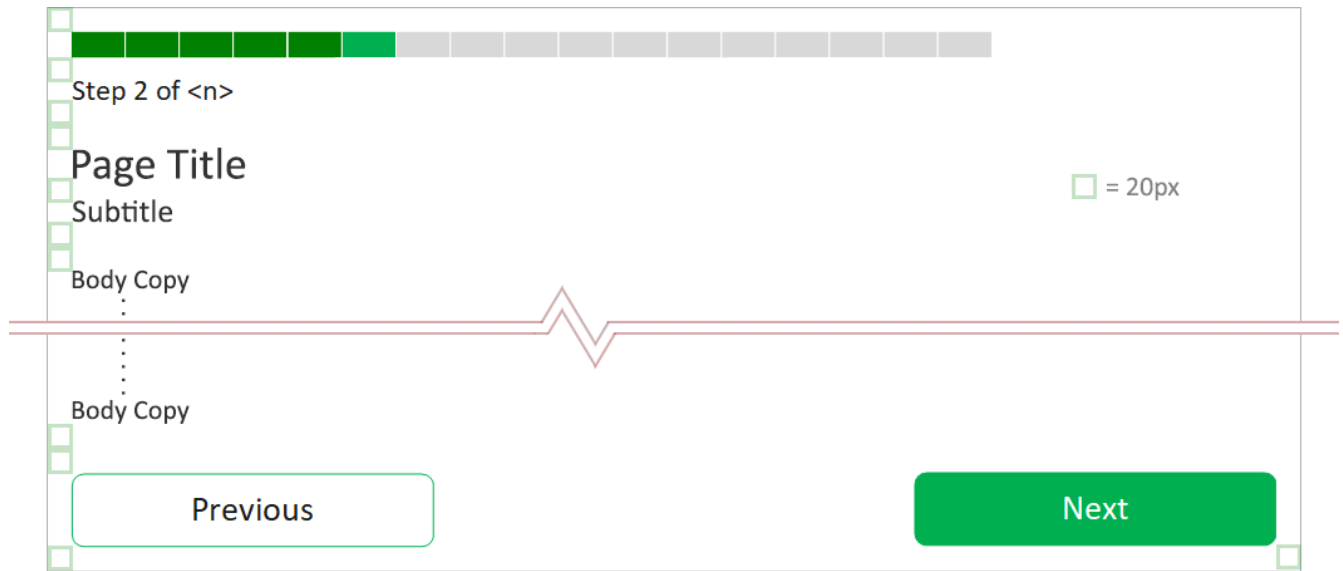 Step 2 of <n>
Page Title
= 20px
Subtitle
Body Copy
Body Copy
Previous
Next